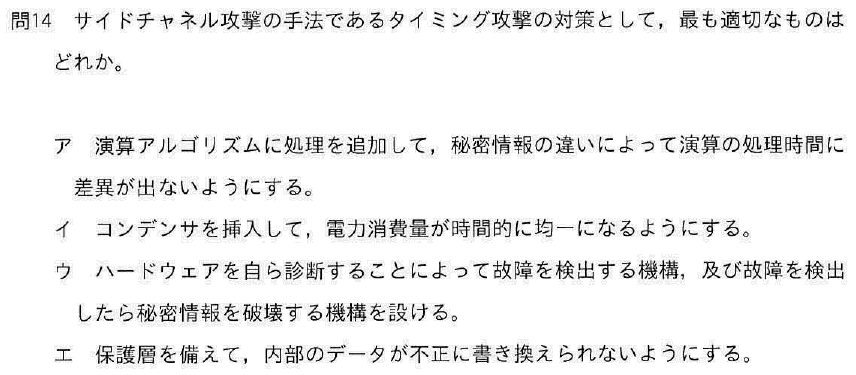 問14 サイドチャネル攻撃の手法であるタイミング攻撃の対策として，最も適切なものは
どれか。
ア 演算アルゴリズムに処理を追加して，秘密情報の違いによって演算の処理時間に
差異が出ないようにする。
イ コンデンサを挿入して，電力消費量が時間的に均一になるようにする。
ウ ハードウェアを自ら診断することによって故障を検出する機構，及び故障を検出
したら秘密情報を破壊する機構を設ける。
エ 保護層を備えて，内部のデータが不正に書き換えられないようにする。